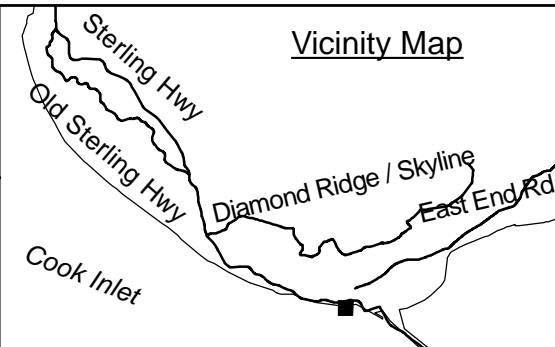 Vicinity Map
Sterling Hwy
Old Sterling Hwy
Diamond Ridge / Skyline
East End Rd
Cook Inlet